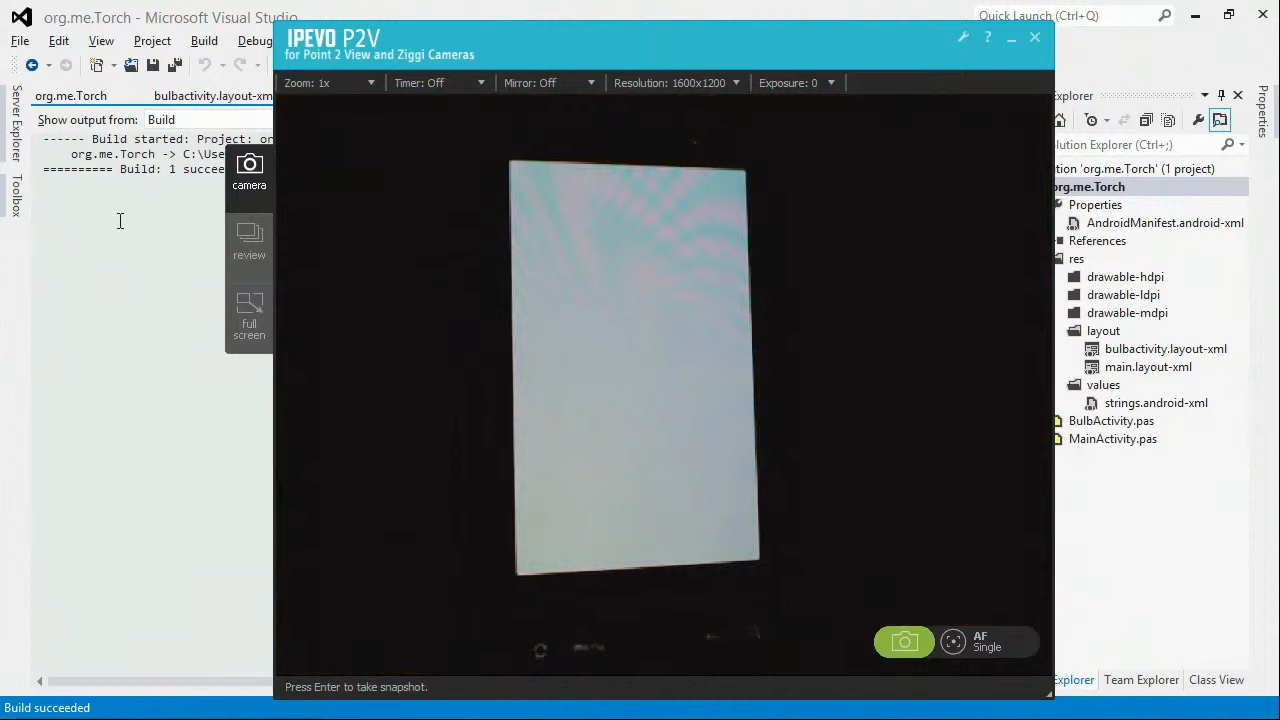 org.me.Torch - Microsoft Visual Studio
Quick Launch (Ctrl+Q)
File Edit View Project Build Debug
org.me.Torch bulbactivity.layout-xm
Show output from: Build
------ Build started: Project: or
org.me.Torch -> C:\Use
========== Build: 1 succee
Server Explorer
Toolbox
IPEVO P2V
for Point 2 View and Ziggi Cameras
?
Zoom: 1x Timer: Off Mirror: Off Resolution: 1600x1200 Exposure: 0
camera
review
full
screen
AF
Single
Press Enter to take snapshot.
Explorer
Properties
lution Explorer (Ctrl+;)
tion 'org.me.Torch' (1 project)
org.me.Torch
Properties
AndroidManifest.android-xml
References
res
drawable-hdpi
drawable-ldpi
drawable-mdpi
layout
bulbactivity.layout-xml
main.layout-xml
values
strings.android-xml
BulbActivity.pas
MainActivity.pas
Explorer Team Explorer Class View
Build succeeded